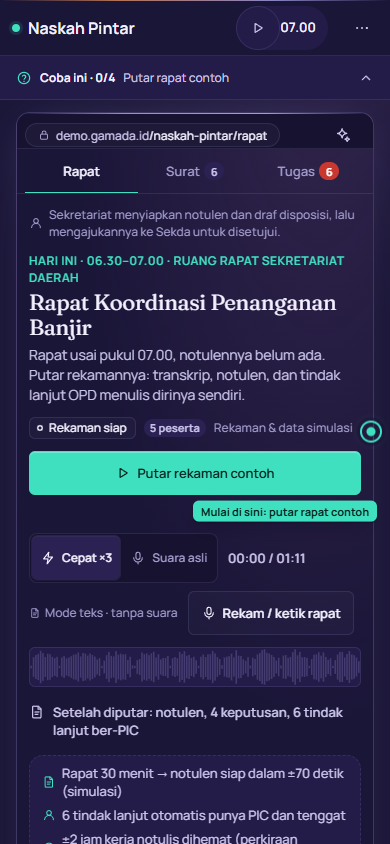 Naskah Pintar
07.00
Coba ini · 0/4 Putar rapat contoh
demo.gamada.id/naskah-pintar/rapat
Rapat
Surat 6
Tugas 6
Sekretariat menyiapkan notulen dan draf disposisi, lalu
mengajukannya ke Sekda untuk disetujui.
HARI INI · 06.30–07.00 · RUANG RAPAT SEKRETARIAT
DAERAH
Rapat Koordinasi Penanganan
Banjir
Rapat usai pukul 07.00, notulennya belum ada.
Putar rekamannya: transkrip, notulen, dan tindak
lanjut OPD menulis dirinya sendiri.
Rekaman siap
5 peserta
Rekaman & data simulasi
Putar rekaman contoh
Mulai di sini: putar rapat contoh
Cepat ×3
Suara asli
00:00 / 01:11
Mode teks · tanpa suara
Rekam / ketik rapat
Setelah diputar: notulen, 4 keputusan, 6 tindak
lanjut ber-PIC
Rapat 30 menit → notulen siap dalam ±70 detik
(simulasi)
6 tindak lanjut otomatis punya PIC dan tenggat
±2 jam kerja notulis dihemat (perkiraan